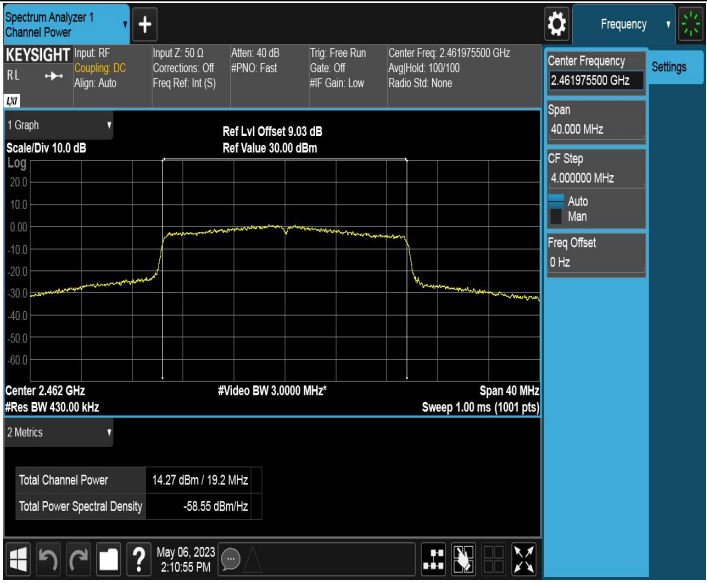 Spectrum Analyzer 1
Channel Power
+
Frequency
KEYSIGHT
RL
LXI
Input: RF
Coupling: DC
Align: Auto
Input Z: 50 Ω
Corrections: Off
Freq Ref: Int (S)
Atten: 40 dB
#PNO: Fast
Trig: Free Run
Gate: Off
#IF Gain: Low
Center Freq: 2.461975500 GHz
Avg|Hold: 100/100
Radio Std: None
Center Frequency
2.461975500 GHz
Settings
Span
40.000 MHz
CF Step
4.000000 MHz
Auto
Man
Freq Offset
0 Hz
1 Graph
Scale/Div 10.0 dB
Ref Lvl Offset 9.03 dB
Ref Value 30.00 dBm
Log
20.0
10.0
0.00
-10.0
-20.0
-30.0
-40.0
-50.0
-60.0
Center 2.462 GHz
#Video BW 3.0000 MHz*
Span 40 MHz
#Res BW 430.00 kHz
Sweep 1.00 ms (1001 pts)
2 Metrics
Total Channel Power 14.27 dBm / 19.2 MHz
Total Power Spectral Density -58.55 dBm/Hz
?
May 06, 2023
2:10:55 PM